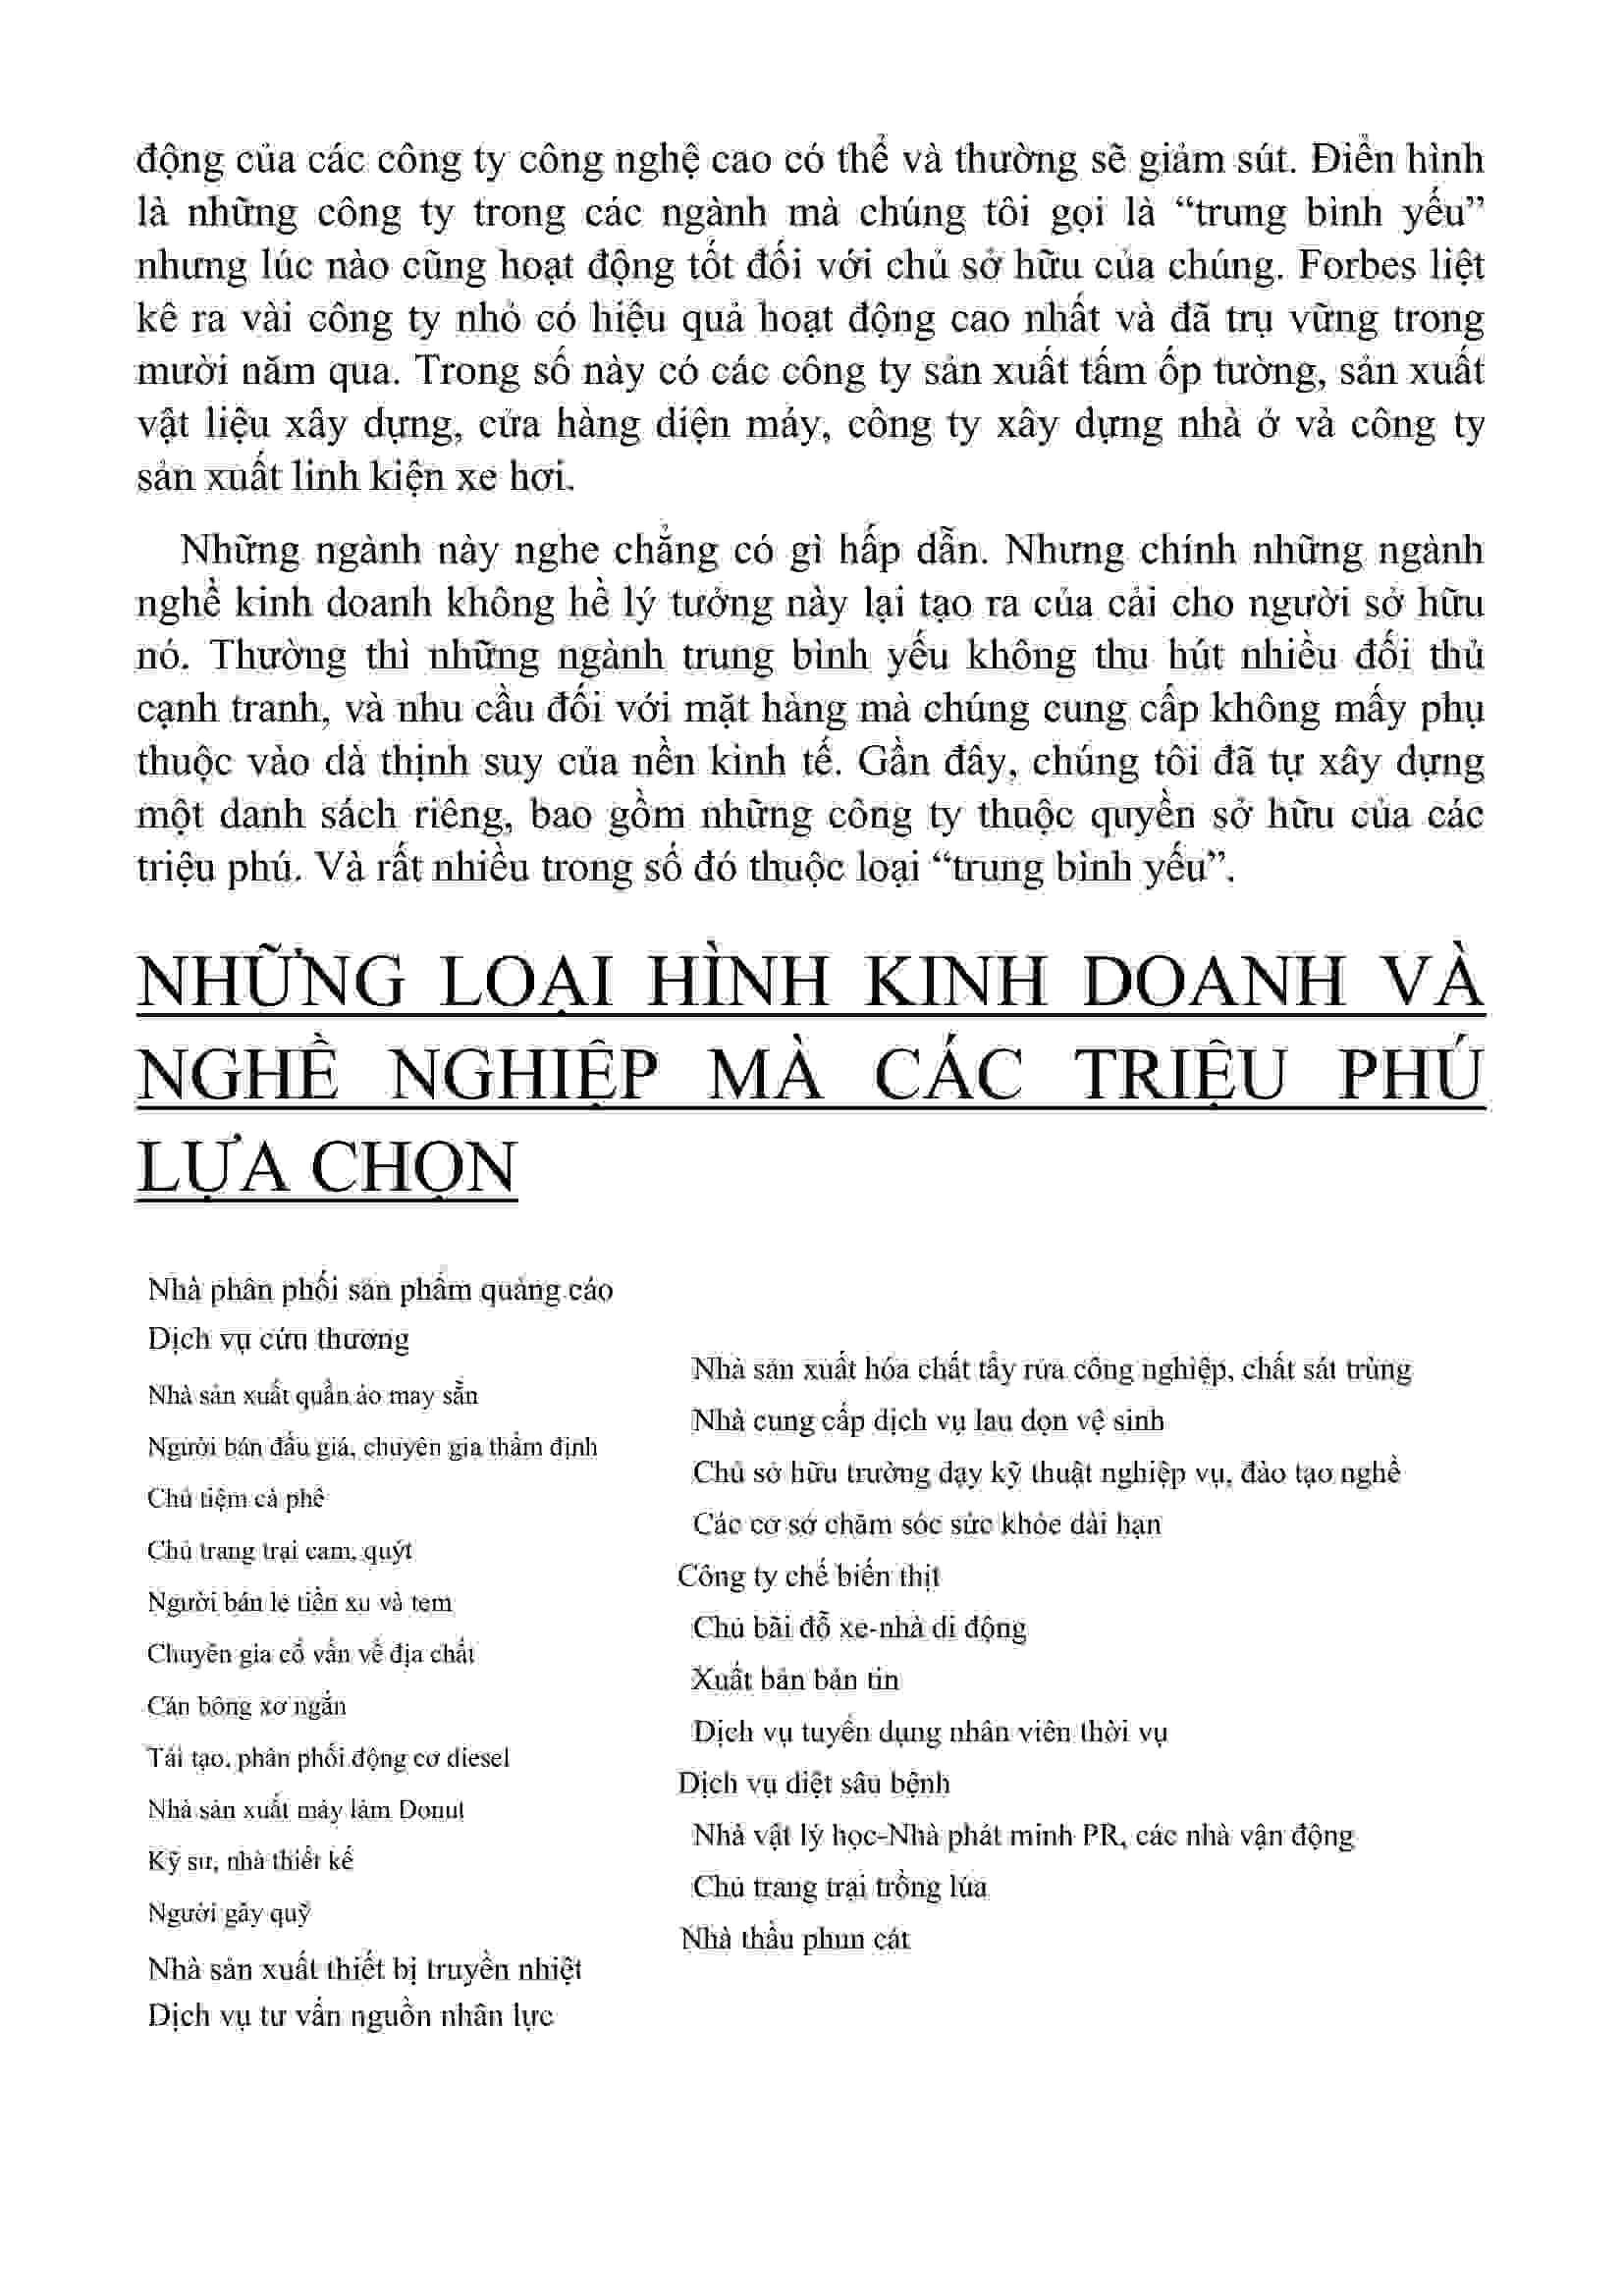 động của các công ty công nghệ cao có thể và thường sẽ giảm sút. Điển hình
là những công ty trong các ngành mà chúng tôi gọi là “trung bình yếu”
nhưng lúc nào cũng hoạt động tốt đối với chủ sở hữu của chúng. Forbes liệt
kê ra vài công ty nhỏ có hiệu quả hoạt động cao nhất và đã trụ vững trong
mười năm qua. Trong số này có các công ty sản xuất tấm ốp tường, sản xuất
vật liệu xây dựng, cửa hàng điện máy, công ty xây dựng nhà ở và công ty
sản xuất linh kiện xe hơi.
Những ngành này nghe chẳng có gì hấp dẫn. Nhưng chính những ngành
nghề kinh doanh không hề lý tưởng này lại tạo ra của cải cho người sở hữu
nó. Thường thì những ngành trung bình yếu không thu hút nhiều đối thủ
cạnh tranh, và nhu cầu đối với mặt hàng mà chúng cung cấp không mấy phụ
thuộc vào đà thịnh suy của nền kinh tế. Gần đây, chúng tôi đã tự xây dựng
một danh sách riêng, bao gồm những công ty thuộc quyền sở hữu của các
triệu phú. Và rất nhiều trong số đó thuộc loại “trung bình yếu”.
NHỮNG LOẠI HÌNH KINH DOANH VÀ
NGHỀ NGHIỆP MÀ CÁC TRIỆU PHÚ
LỰA CHỌN
Nhà phân phối sản phẩm quảng cáo
Dịch vụ cứu thương
Nhà sản xuất quần áo may sẵn
Người bán đấu giá, chuyên gia thẩm định
Chủ tiệm cà phê
Chủ trang trại cam, quýt
Người bán lẻ tiền xu và tem
Chuyên gia cố vấn về địa chất
Cán bông xơ ngắn
Tái tạo, phân phối động cơ diesel
Nhà sản xuất máy làm Donut
Kỹ sư, nhà thiết kế
Người gây quỹ
Nhà sản xuất thiết bị truyền nhiệt
Dịch vụ tư vấn nguồn nhân lực
Nhà sản xuất hóa chất tẩy rửa công nghiệp, chất sát trùng
Nhà cung cấp dịch vụ lau dọn vệ sinh
Chủ sở hữu trường dạy kỹ thuật nghiệp vụ, đào tạo nghề
Các cơ sở chăm sóc sức khỏe dài hạn
Công ty chế biến thịt
Chủ bãi đỗ xe-nhà di động
Xuất bản bản tin
Dịch vụ tuyển dụng nhân viên thời vụ
Dịch vụ diệt sâu bệnh
Nhà vật lý học-Nhà phát minh PR, các nhà vận động
Chủ trang trại trồng lúa
Nhà thầu phun cát